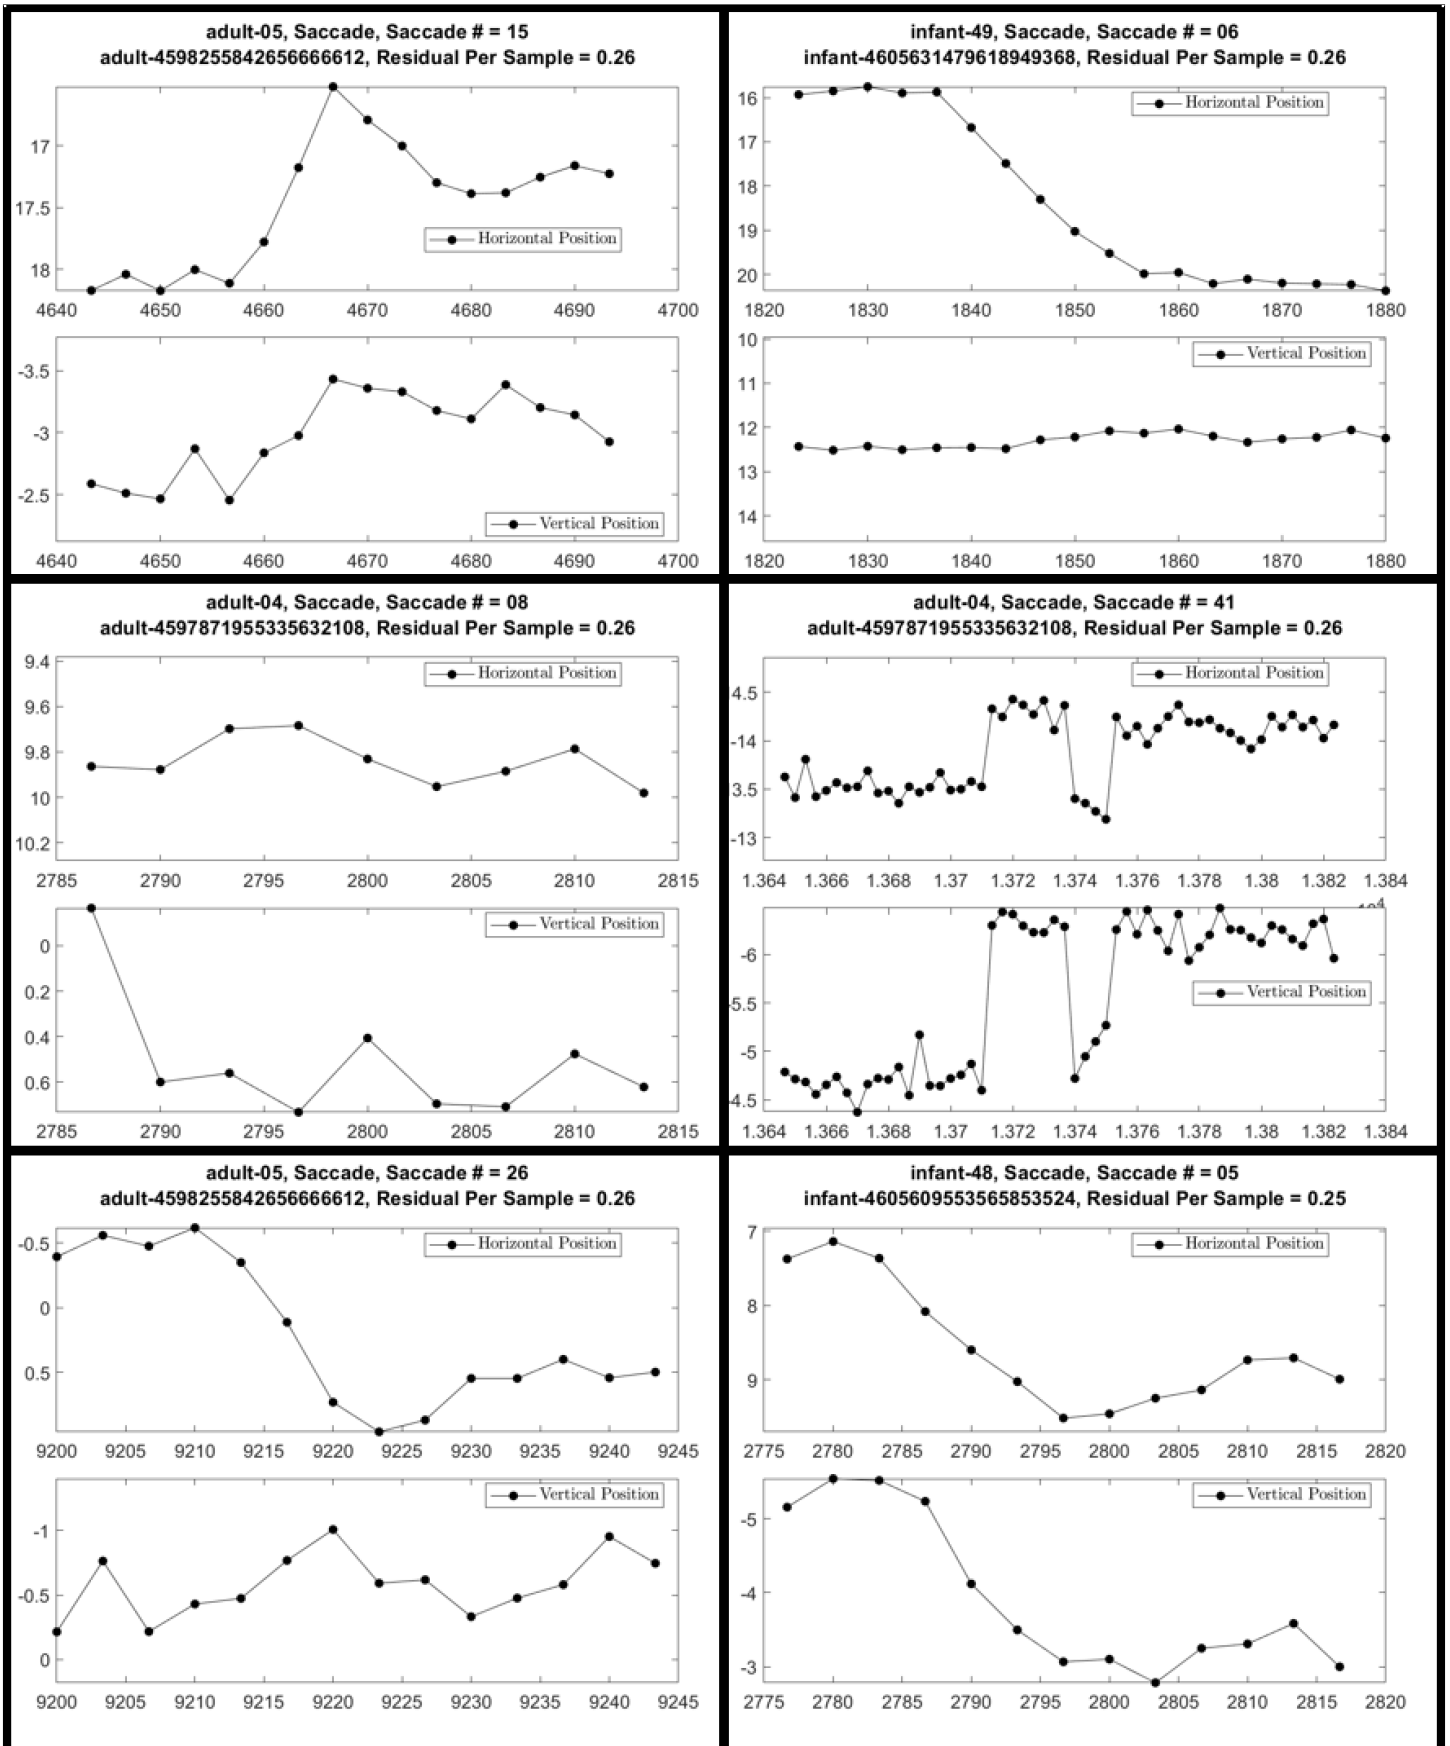 adult-05, Saccade, Saccade # = 15
adult-4598255842656666612, Residual Per Sample = 0.26
17
17.5
18
Horizontal Position
4640 4650 4660 4670 4680 4690 4700
-3.5
-3
-2.5
Vertical Position
4640 4650 4660 4670 4680 4690 4700
infant-49, Saccade, Saccade # = 06
infant-4605631479618949368, Residual Per Sample = 0.26
16
17
18
19
20
Horizontal Position
1820 1830 1840 1850 1860 1870 1880
10
11
12
13
14
Vertical Position
1820 1830 1840 1850 1860 1870 1880
adult-04, Saccade, Saccade # = 08
adult-4597871955335632108, Residual Per Sample = 0.26
9.4
9.6
9.8
10
10.2
Horizontal Position
2785 2790 2795 2800 2805 2810 2815
0
0.2
0.4
0.6
Vertical Position
2785 2790 2795 2800 2805 2810 2815
adult-04, Saccade, Saccade # = 41
adult-4597871955335632108, Residual Per Sample = 0.26
4.5
-14
3.5
-13
Horizontal Position
1.364 1.366 1.368 1.37 1.372 1.374 1.376 1.378 1.38 1.382 1.384
-6
-5.5
-5
-4.5
Vertical Position
1.364 1.366 1.368 1.37 1.372 1.374 1.376 1.378 1.38 1.382 1.384
adult-05, Saccade, Saccade # = 26
adult-4598255842656666612, Residual Per Sample = 0.26
-0.5
0
0.5
Horizontal Position
9200 9205 9210 9215 9220 9225 9230 9235 9240 9245
-1
-0.5
0
Vertical Position
9200 9205 9210 9215 9220 9225 9230 9235 9240 9245
infant-48, Saccade, Saccade # = 05
infant-4605609553565853524, Residual Per Sample = 0.25
7
8
9
Horizontal Position
2775 2780 2785 2790 2795 2800 2805 2810 2815 2820
-5
-4
-3
Vertical Position
2775 2780 2785 2790 2795 2800 2805 2810 2815 2820